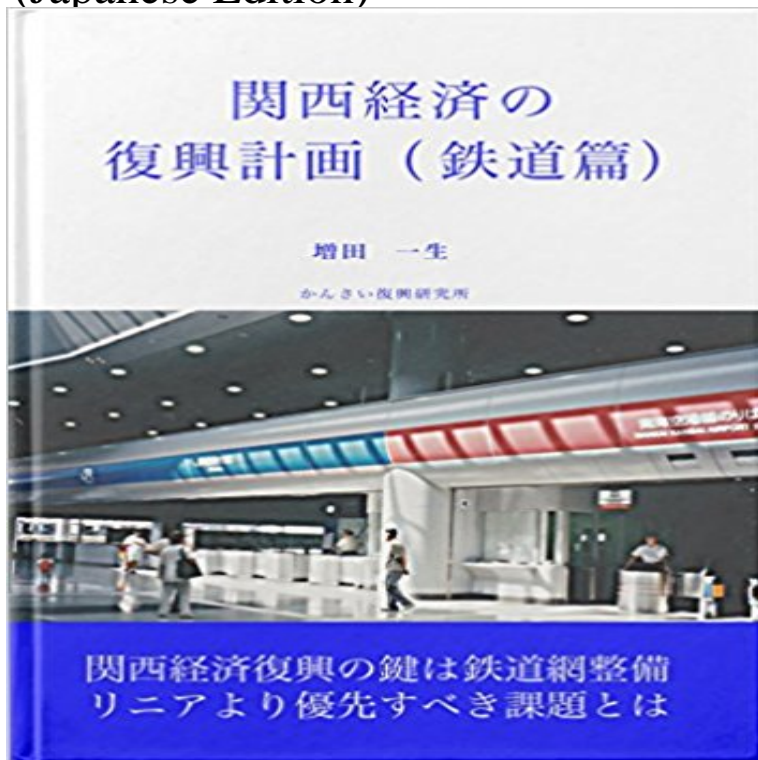 (Japanese Edition)
関西経済の
復興計画（鉄道篇）
増田　一生
かんさい復興研究所
関西経済復興の鍵は鉄道網整備
リニアより優先すべき課題とは